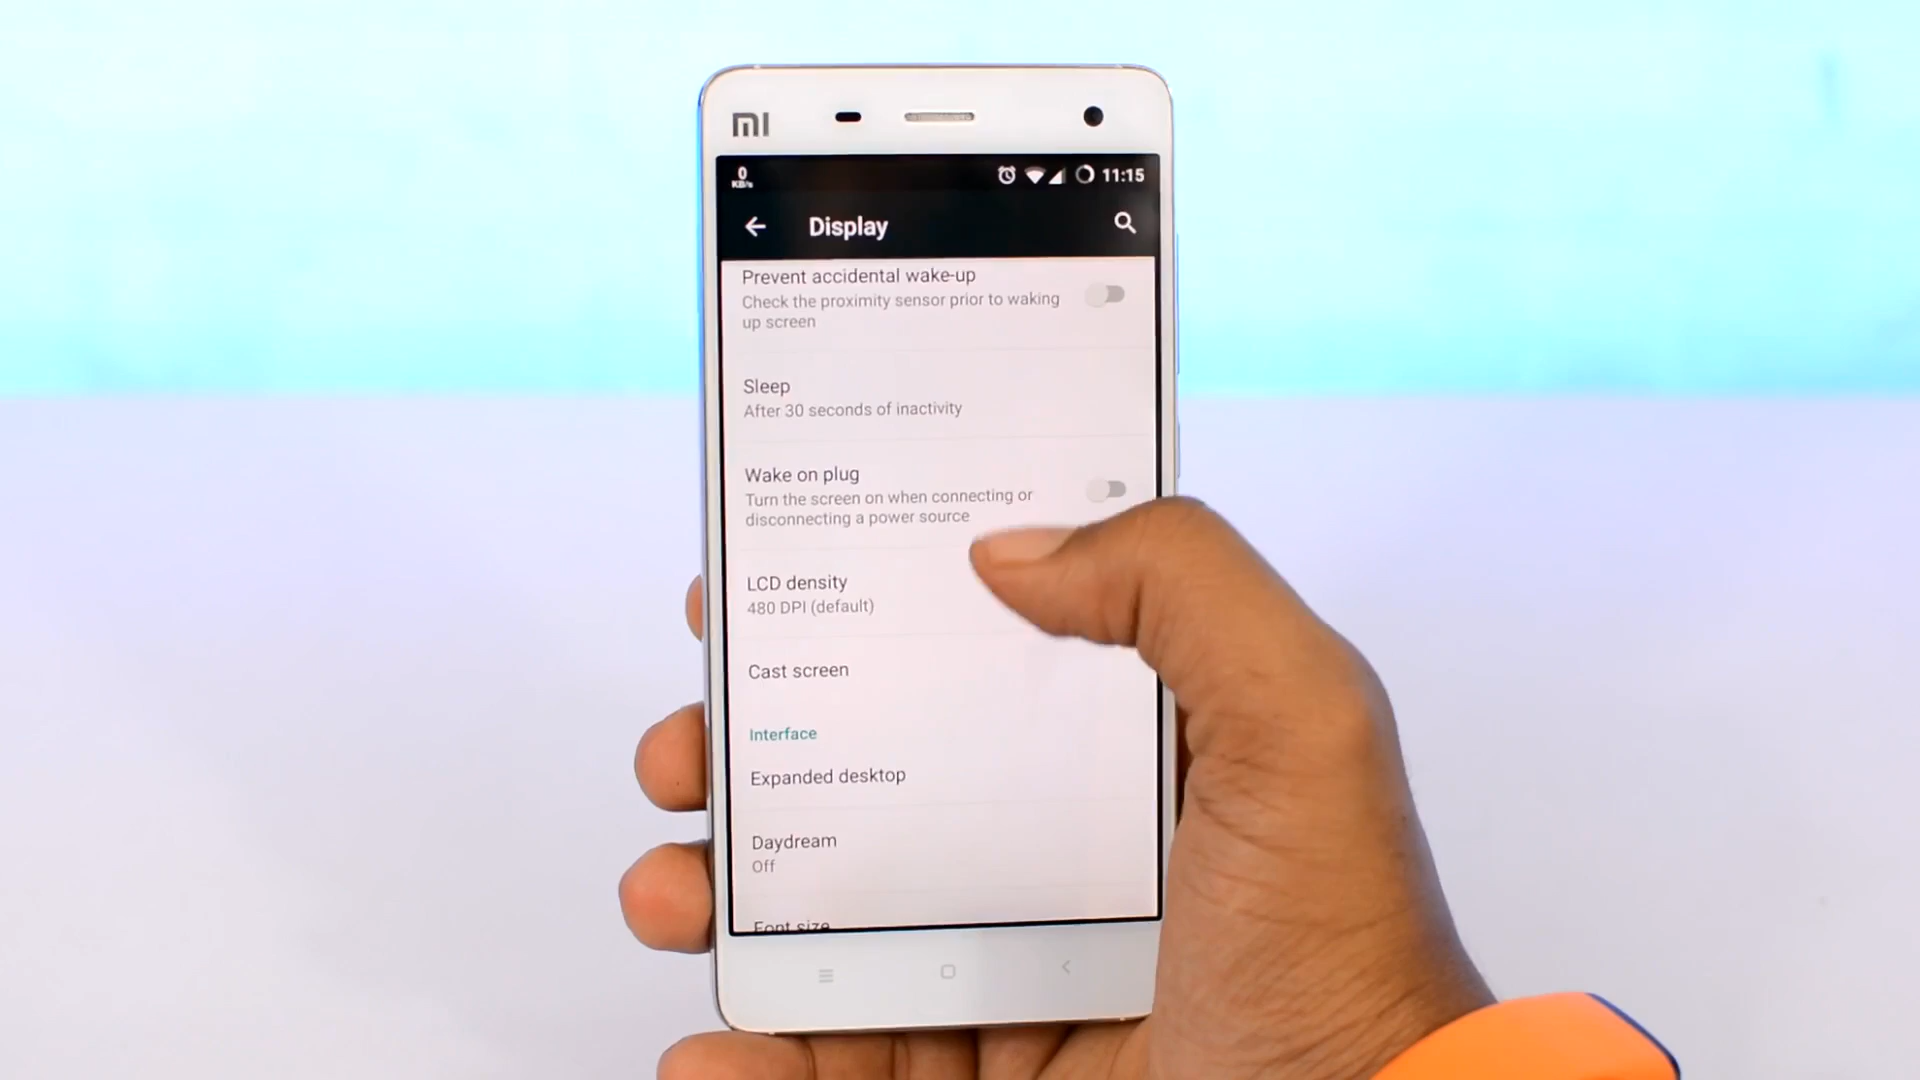 MI
0
KB/s
11:15
Display
Prevent accidental wake-up
Check the proximity sensor prior to waking
up screen
Sleep
After 30 seconds of inactivity
Wake on plug
Turn the screen on when connecting or
disconnecting a power source
LCD density
480 DPI (default)
Cast screen
Interface
Expanded desktop
Daydream
Off
Font size